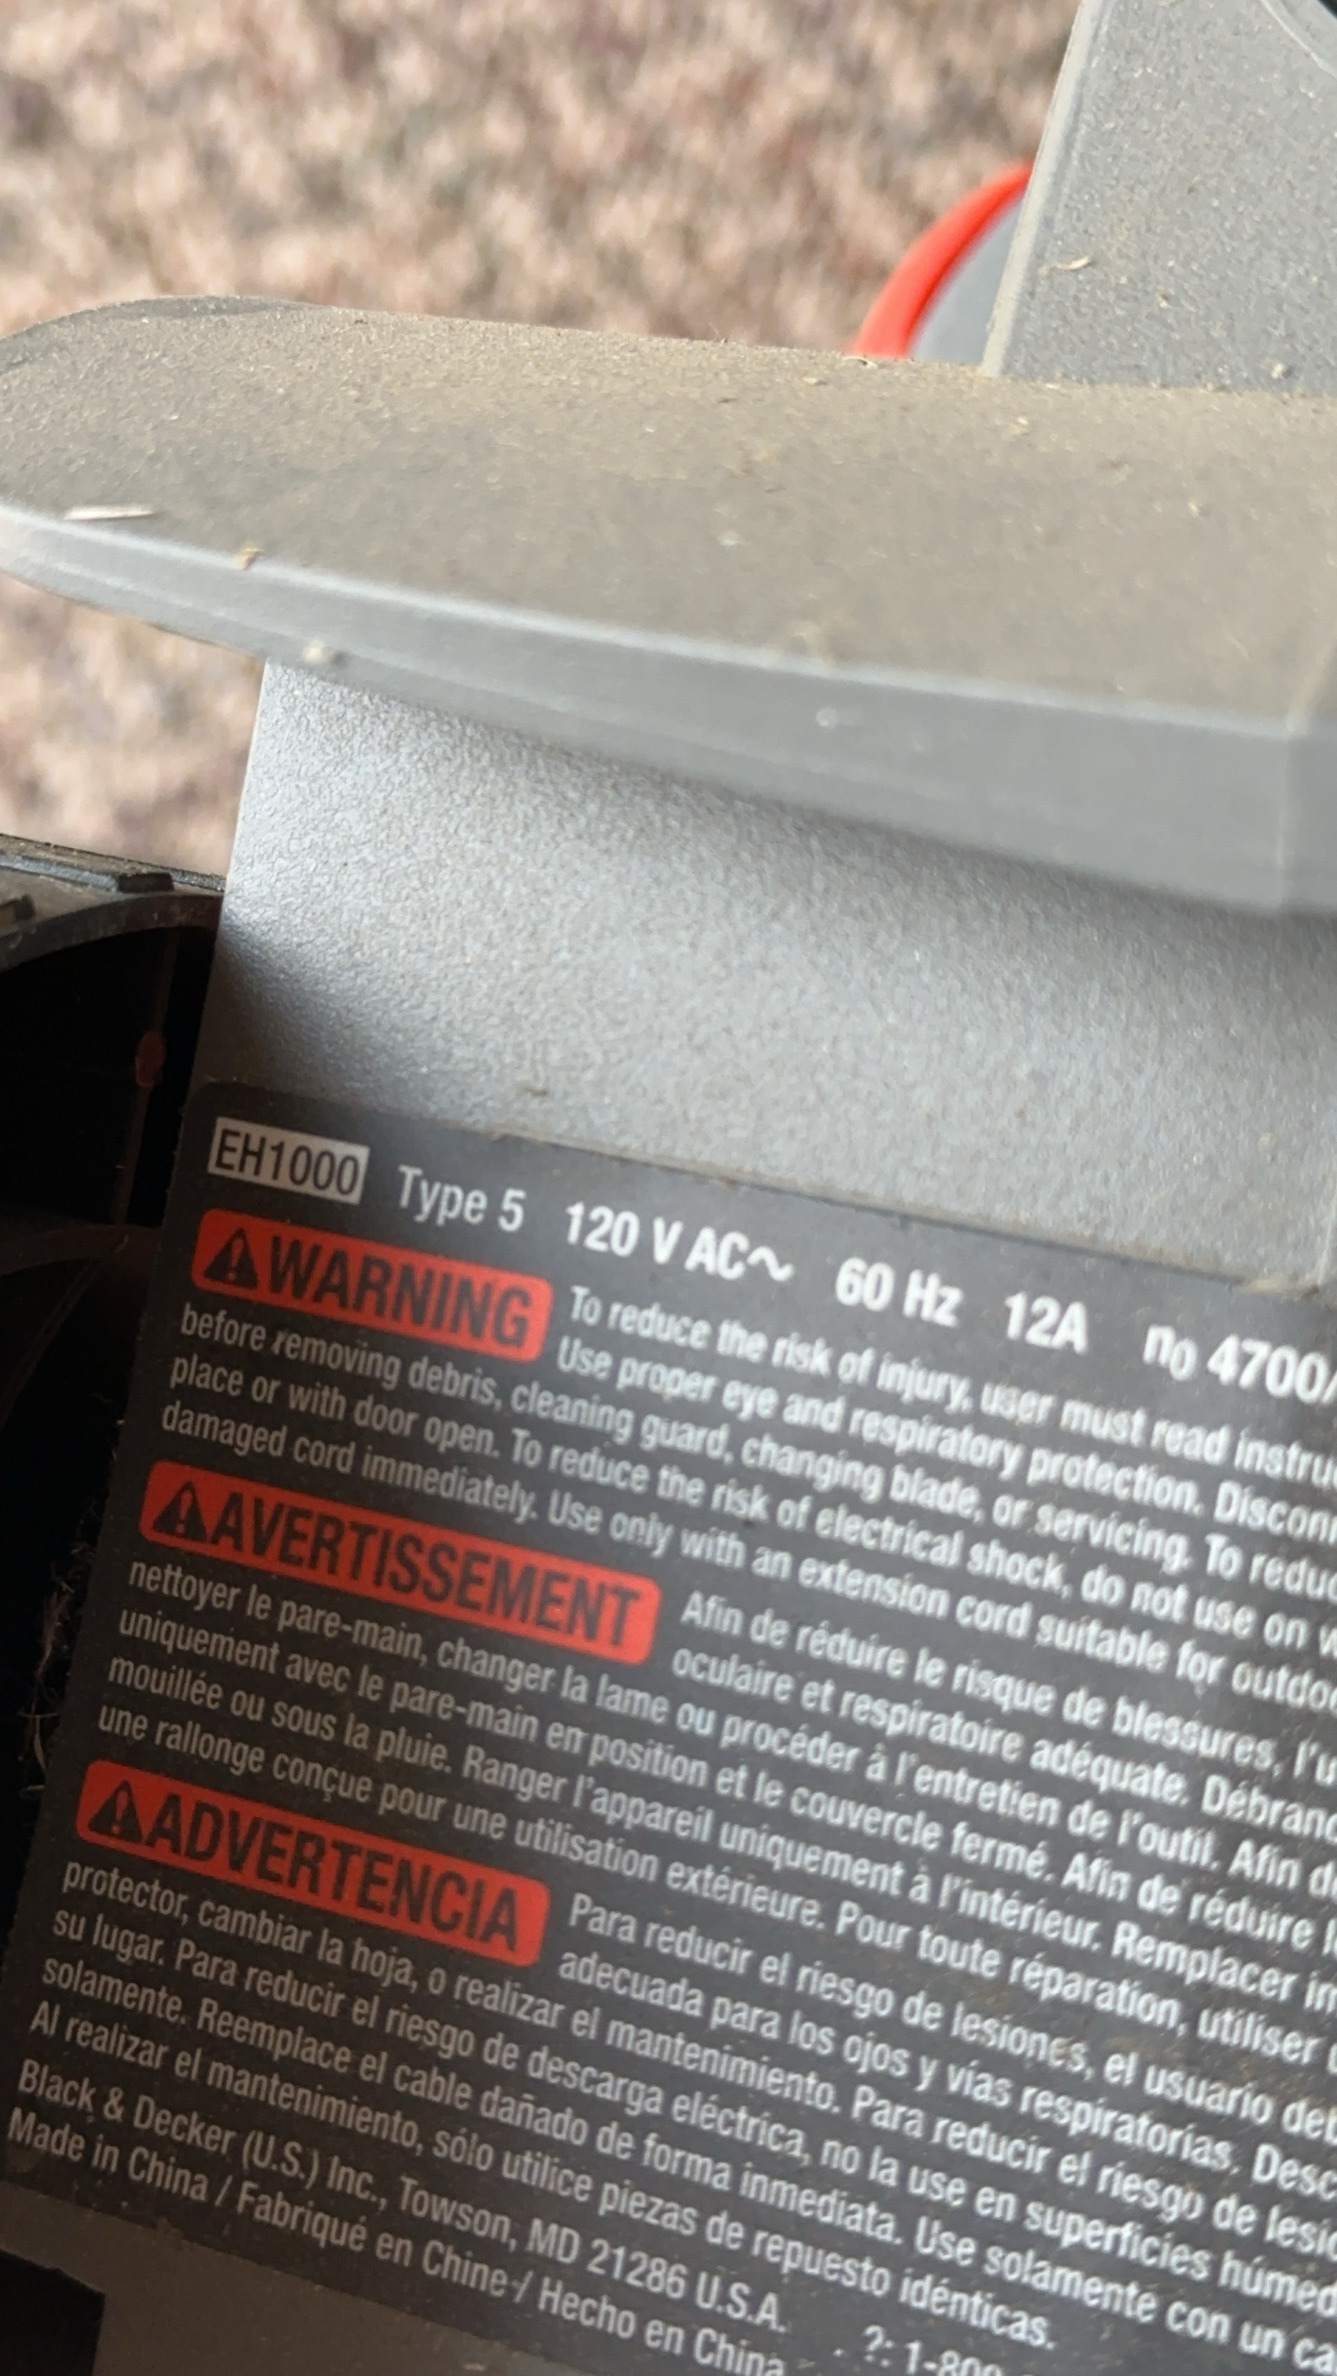 EH1000 Type 5 120 V AC~ 60 Hz 12A n0 4700/
WARNING To reduce the risk of injury, user must read instru
Use proper eye and respiratory protection. Disconn
before removing debris, cleaning guard, changing blade, or servicing. To reduc
place or with door open. To reduce the risk of electrical shock, do not use on w
damaged cord immediately. Use only with an extension cord suitable for outdo
AVERTISSEMENT Afin de réduire le risque de blessures, l'u
oculaire et respiratoire adéquate. Débranc
nettoyer le pare-main, changer la lame ou procéder à l'entretien de l'outil. Afin d
uniquement avec le pare-main en position et le couvercle fermé. Afin de réduire l
mouillée ou sous la pluie. Ranger l'appareil uniquement à l'intérieur. Remplacer im
une rallonge conçue pour une utilisation extérieure. Pour toute réparation, utiliser
ADVERTENCIA Para reducir el riesgo de lesiones, el usuario deb
adecuada para los ojos y vías respiratorias. Desc
protector, cambiar la hoja, o realizar el mantenimiento. Para reducir el riesgo de lesio
su lugar. Para reducir el riesgo de descarga eléctrica, no la use en superficies húmed
solamente. Reemplace el cable dañado de forma inmediata. Use solamente con un ca
Al realizar el mantenimiento, sólo utilice piezas de repuesto idénticas.
Black & Decker (U.S.) Inc., Towson, MD 21286 U.S.A. ?: 1-800
Made in China / Fabriqué en Chine / Hecho en China